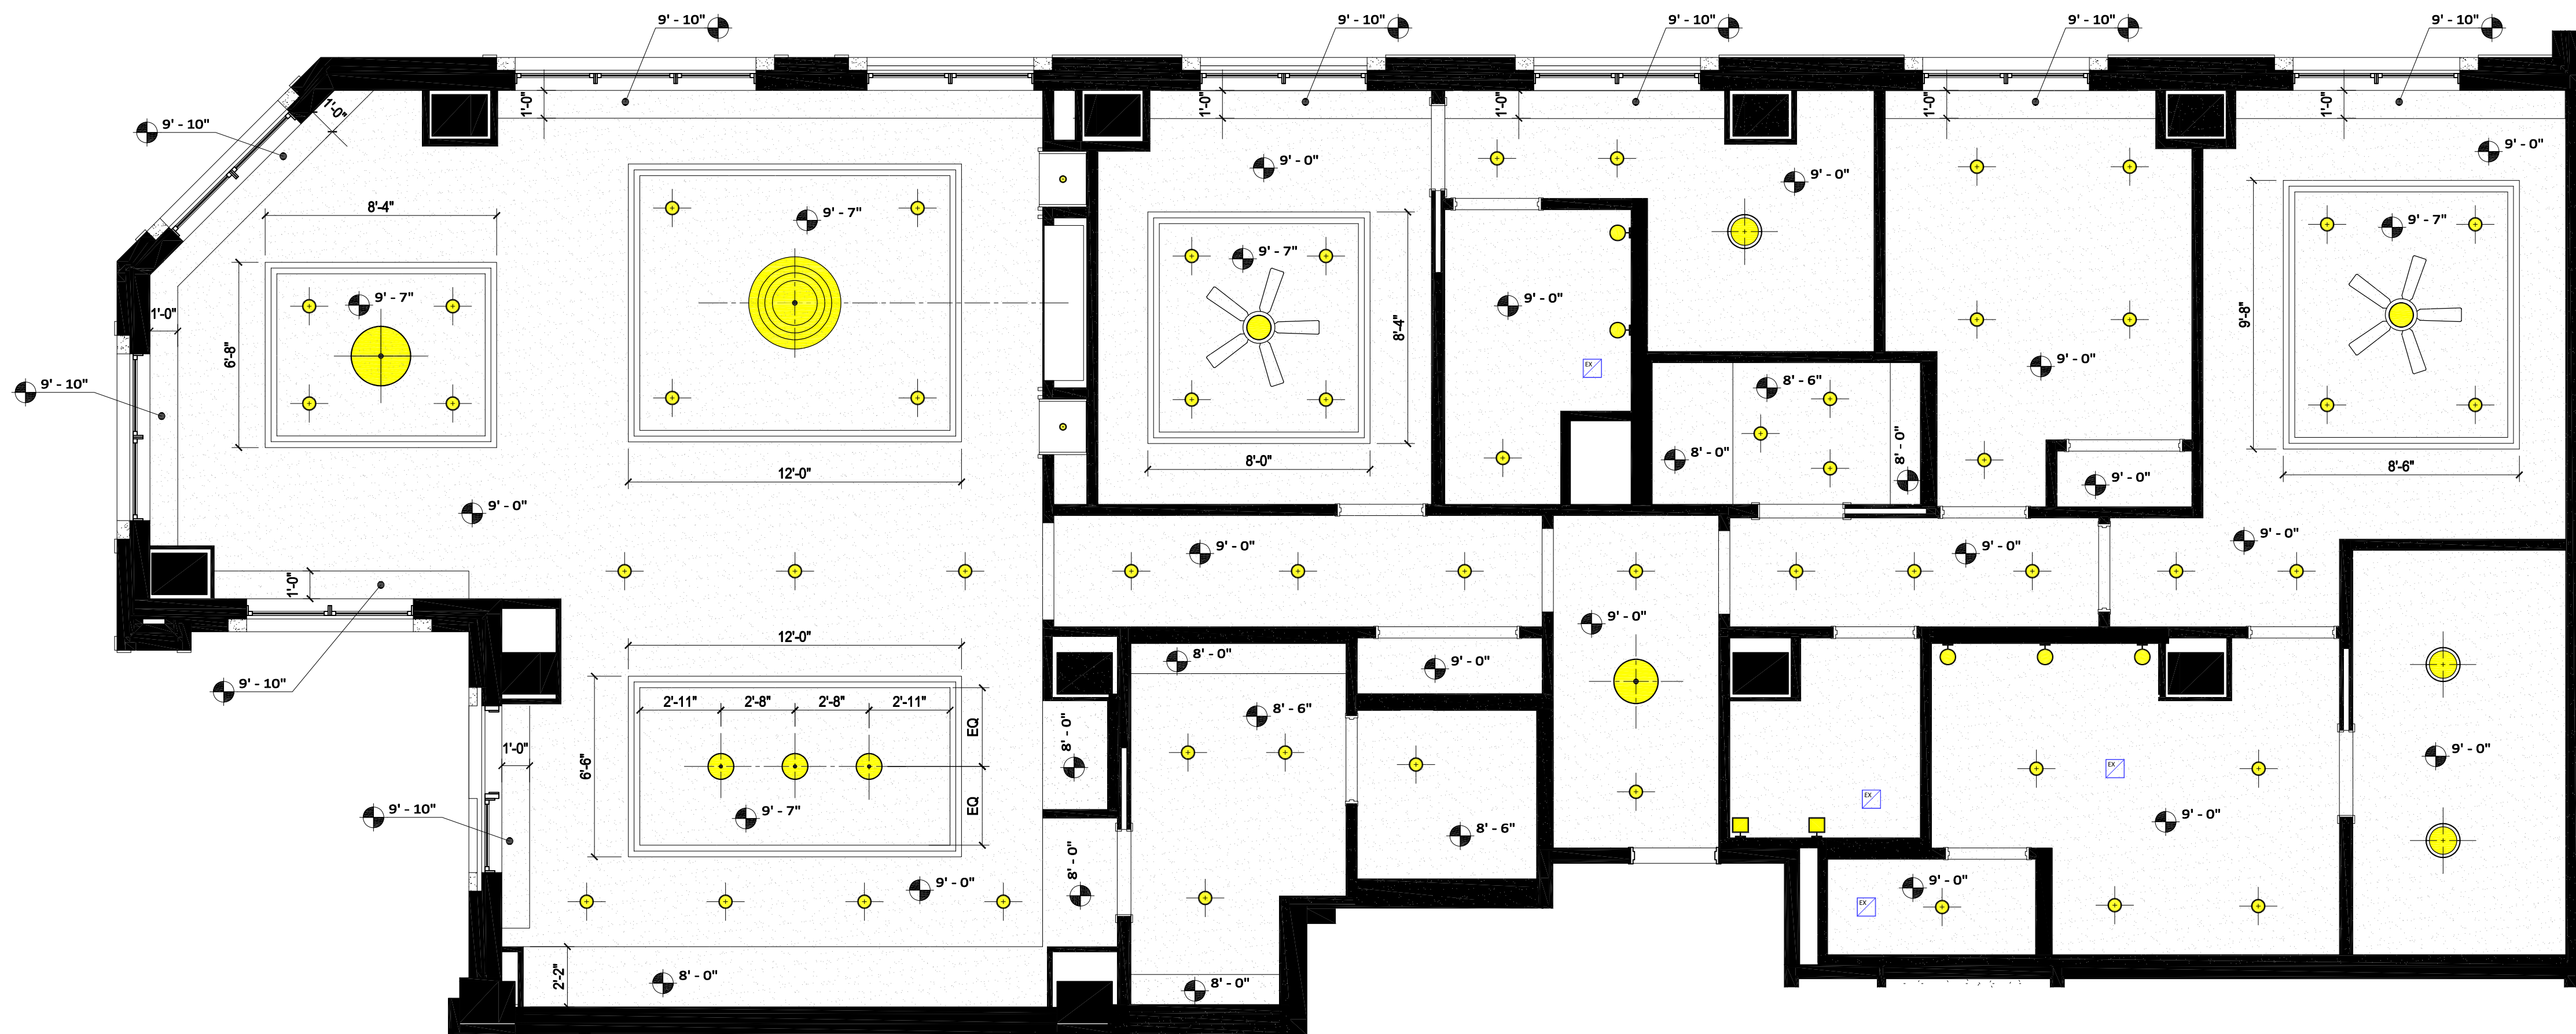 9' - 10"
9' - 10"
9' - 10"
9' - 10"
9' - 10"
1'-0"
1'-0"
1'-0"
1'-0"
1'-0"
1'-0"
9' - 10"
9' - 0"
9' - 0"
9' - 0"
8'-4"
9' - 7"
9' - 7"
9' - 7"
9' - 7"
1'-0"
6'-8"
9' - 0"
8'-4"
9'-8"
EX
9' - 0"
9' - 10"
8' - 6"
8' - 0"
8' - 0"
12'-0"
8'-0"
8'-6"
9' - 0"
9' - 0"
9' - 0"
9' - 0"
9' - 0"
1'-0"
9' - 0"
12'-0"
8' - 0"
9' - 0"
9' - 10"
2'-11"
2'-8"
2'-8"
2'-11"
8' - 6"
EQ
8' - 0"
1'-0"
6'-6"
9' - 0"
EX
EX
9' - 10"
9' - 7"
EQ
9' - 0"
8' - 6"
8' - 0"
9' - 0"
9' - 0"
EX
2'-2"
8' - 0"
8' - 0"